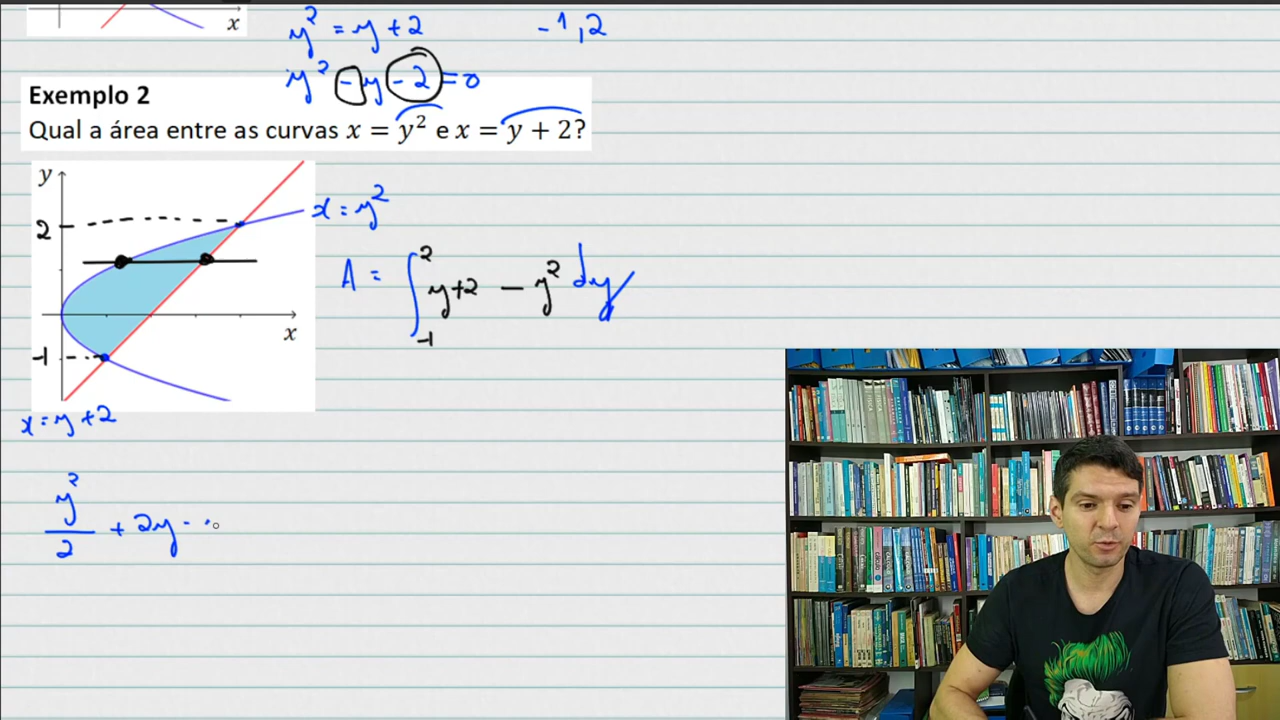 x
y² = y + 2
-1, 2
y² - y - 2 = 0
Exemplo 2
Qual a área entre as curvas x = y² e x = y + 2?
y
x = y²
2
A = ∫₋₁² y+2 - y² dy
x
-1
x = y + 2
y²/2 + 2y -